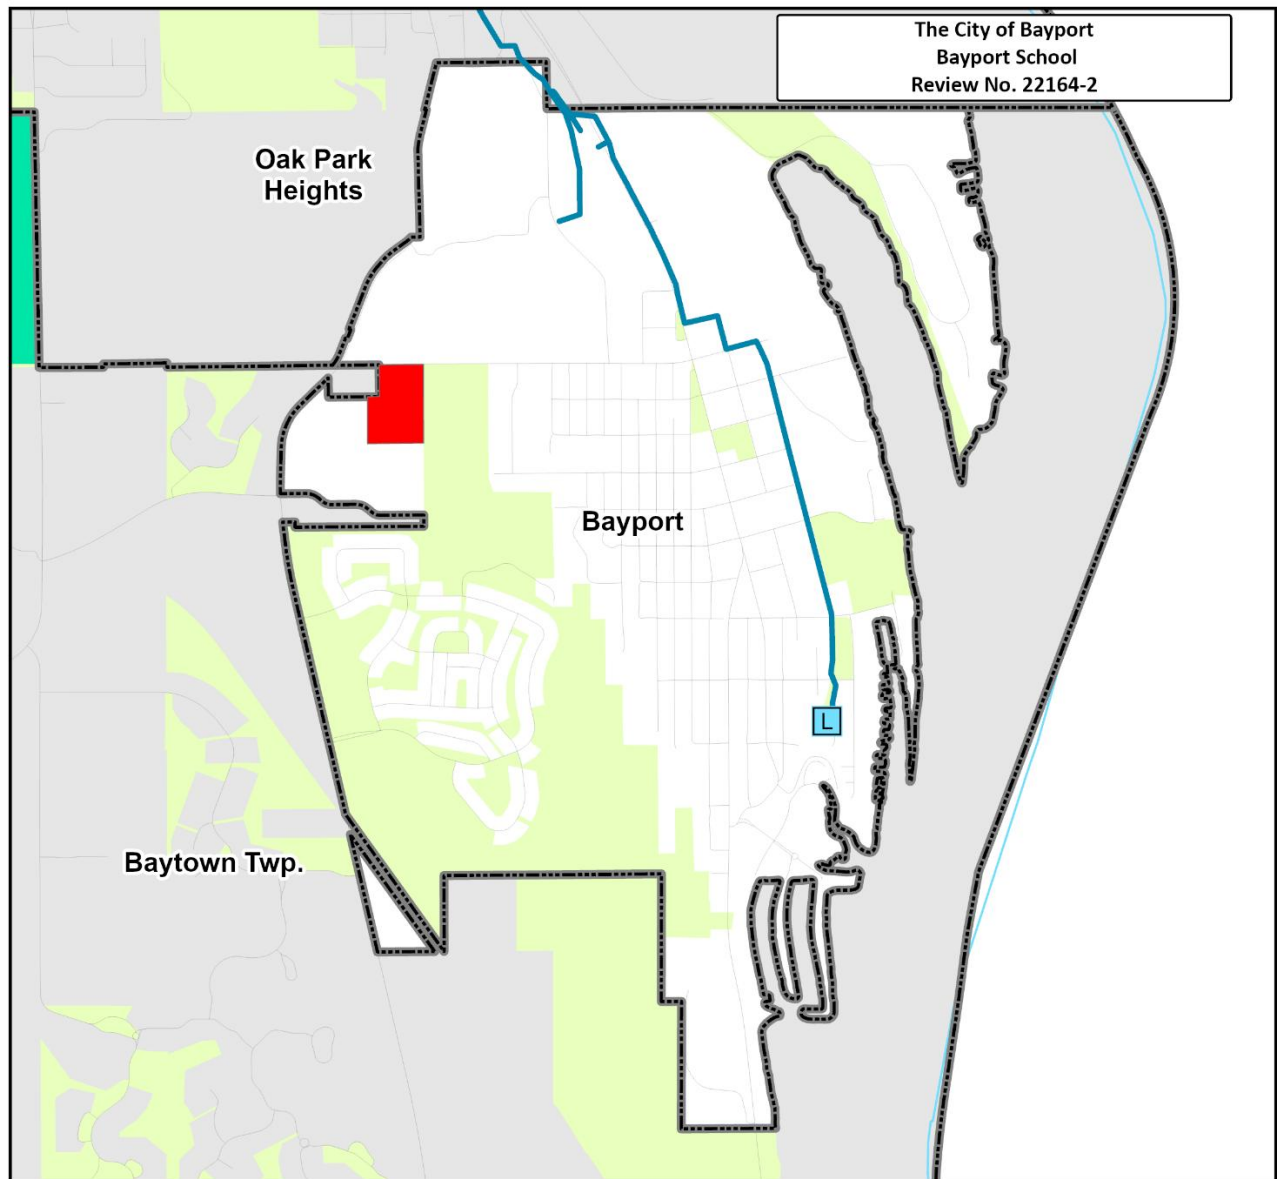 The City of Bayport
Bayport School
Review No. 22164-2
Oak Park
Heights
Bayport
L
Baytown Twp.